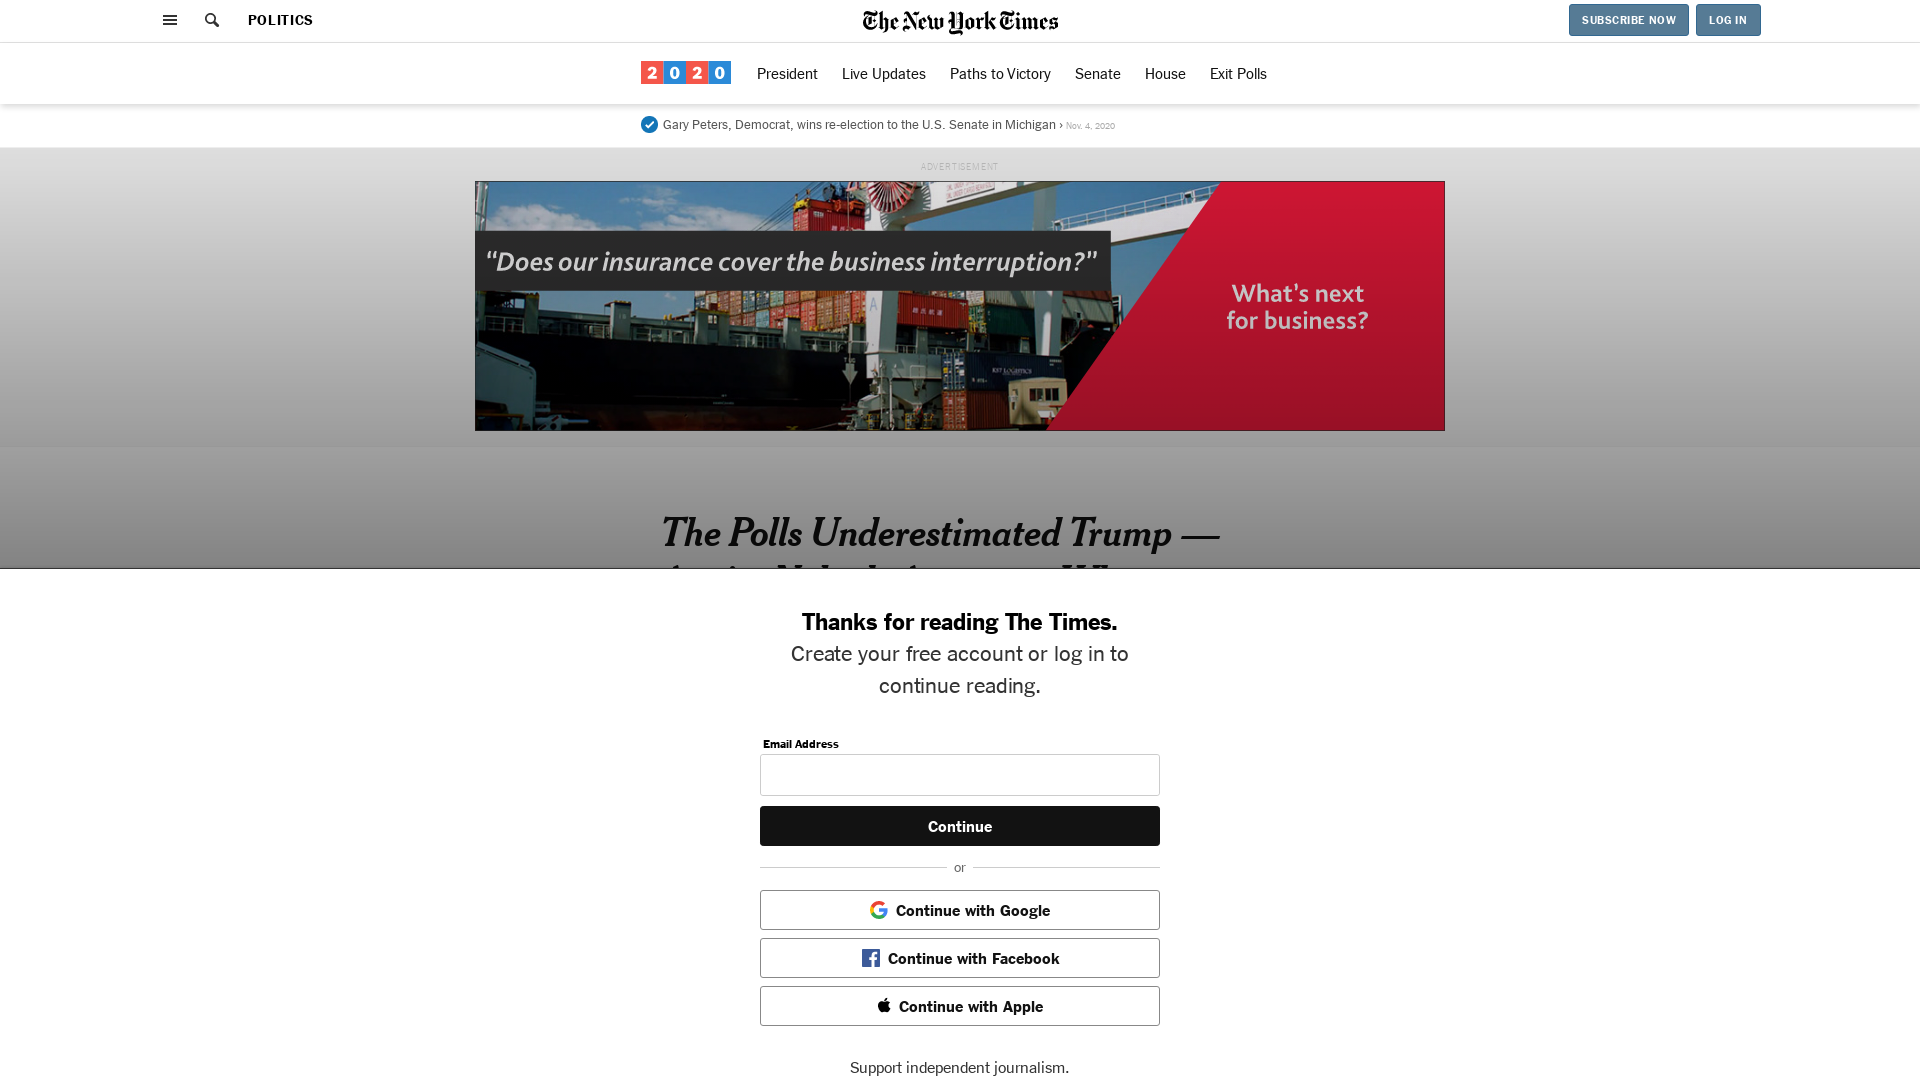 POLITICS
The New York Times
SUBSCRIBE NOW
LOG IN
2020
President
Live Updates
Paths to Victory
Senate
House
Exit Polls
Gary Peters, Democrat, wins re-election to the U.S. Senate in Michigan › Nov. 4, 2020
ADVERTISEMENT
“Does our insurance cover the business interruption?”
What’s next
for business?
The Polls Underestimated Trump —
Thanks for reading The Times.
Create your free account or log in to
continue reading.
Email Address
Continue
or
Continue with Google
Continue with Facebook
Continue with Apple
Support independent journalism.